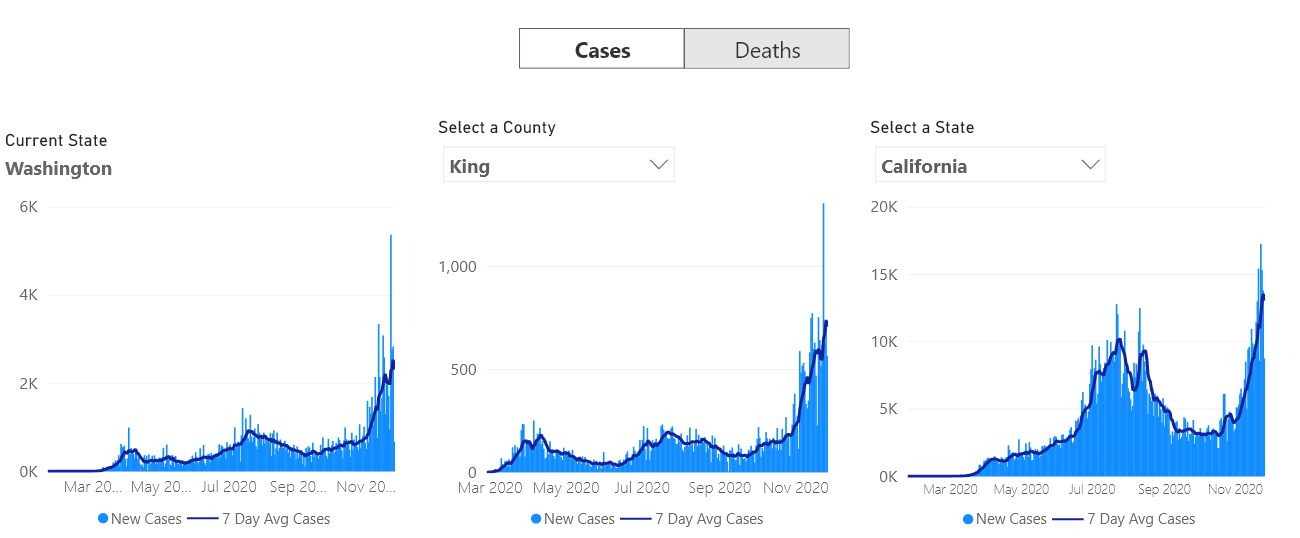 Cases Deaths
Current State
Washington
Select a County
King
Select a State
California
6K
4K
2K
0K
Mar 20... May 20... Jul 2020 Sep 20... Nov 20...
New Cases 7 Day Avg Cases
1,000
500
0
Mar 2020 May 2020 Jul 2020 Sep 2020 Nov 2020
New Cases 7 Day Avg Cases
20K
15K
10K
5K
0K
Mar 2020 May 2020 Jul 2020 Sep 2020 Nov 2020
New Cases 7 Day Avg Cases